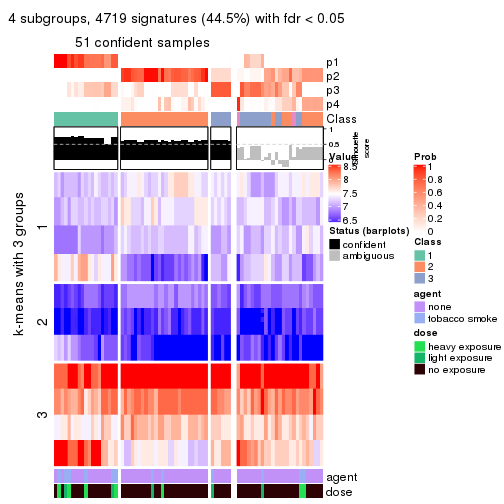 4 subgroups, 4719 signatures (44.5%) with fdr < 0.05
51 confident samples
p1
p2
p3
p4
Class
1
0.5
0
silhouette
score
k-means with 3 groups
1
2
3
Value
8.5
8
7.5
7
6.5
Status (barplots)
confident
ambiguous
Prob
1
0.8
0.6
0.4
0.2
0
Class
1
2
3
agent
none
tobacco smoke
dose
heavy exposure
light exposure
no exposure
agent
dose